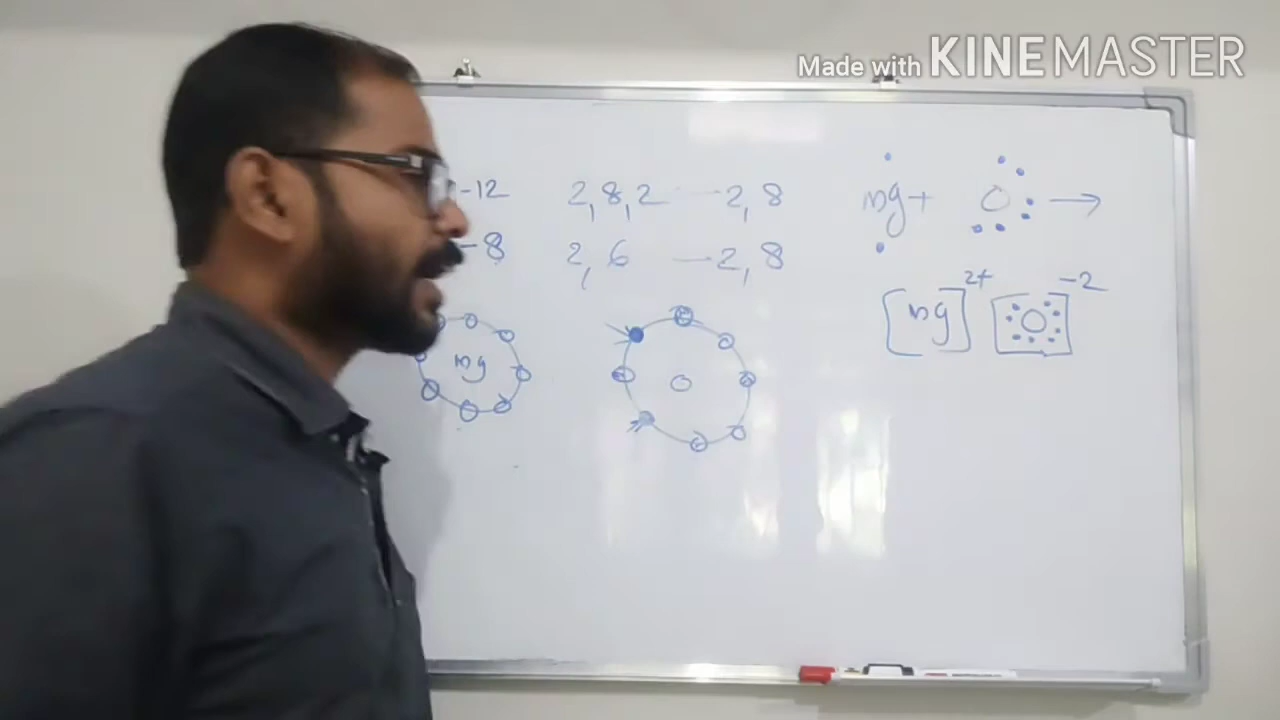 Made with KINEMASTER
-12 2,8,2 — 2,8
-8 2,6 — 2,8
mg + O →
[mg]2+ [O]-2
mg
O